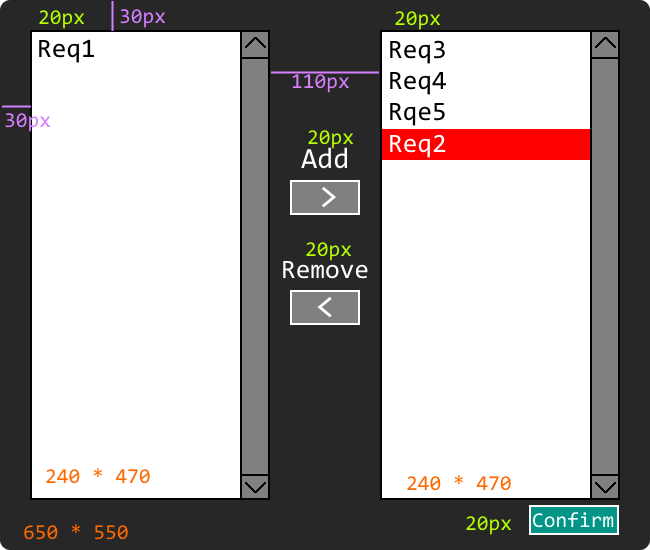 20px
30px
20px
Req1
Req3
110px
Req4
30px
Rqe5
20px
Add
Req2
>
20px
Remove
<
240 * 470
240 * 470
20px
Confirm
650 * 550